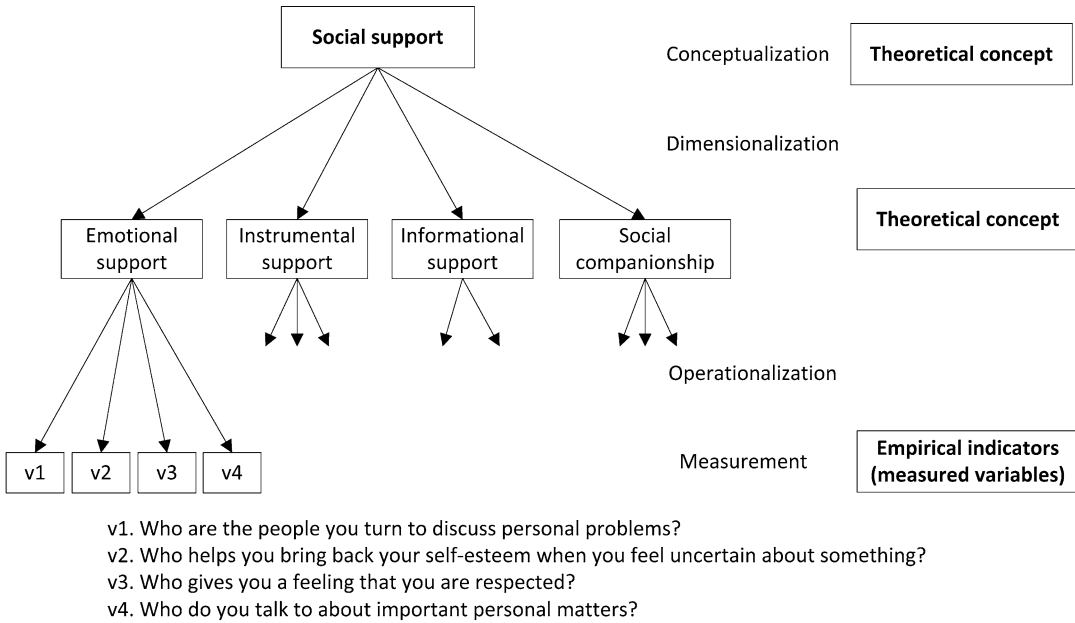 Social support
Conceptualization
Theoretical concept
Dimensionalization
Theoretical concept
Emotional
support
Instrumental
support
Informational
support
Social
companionship
Operationalization
v1
v2
v3
v4
Measurement
Empirical indicators
(measured variables)
v1. Who are the people you turn to discuss personal problems?
v2. Who helps you bring back your self-esteem when you feel uncertain about something?
v3. Who gives you a feeling that you are respected?
v4. Who do you talk to about important personal matters?